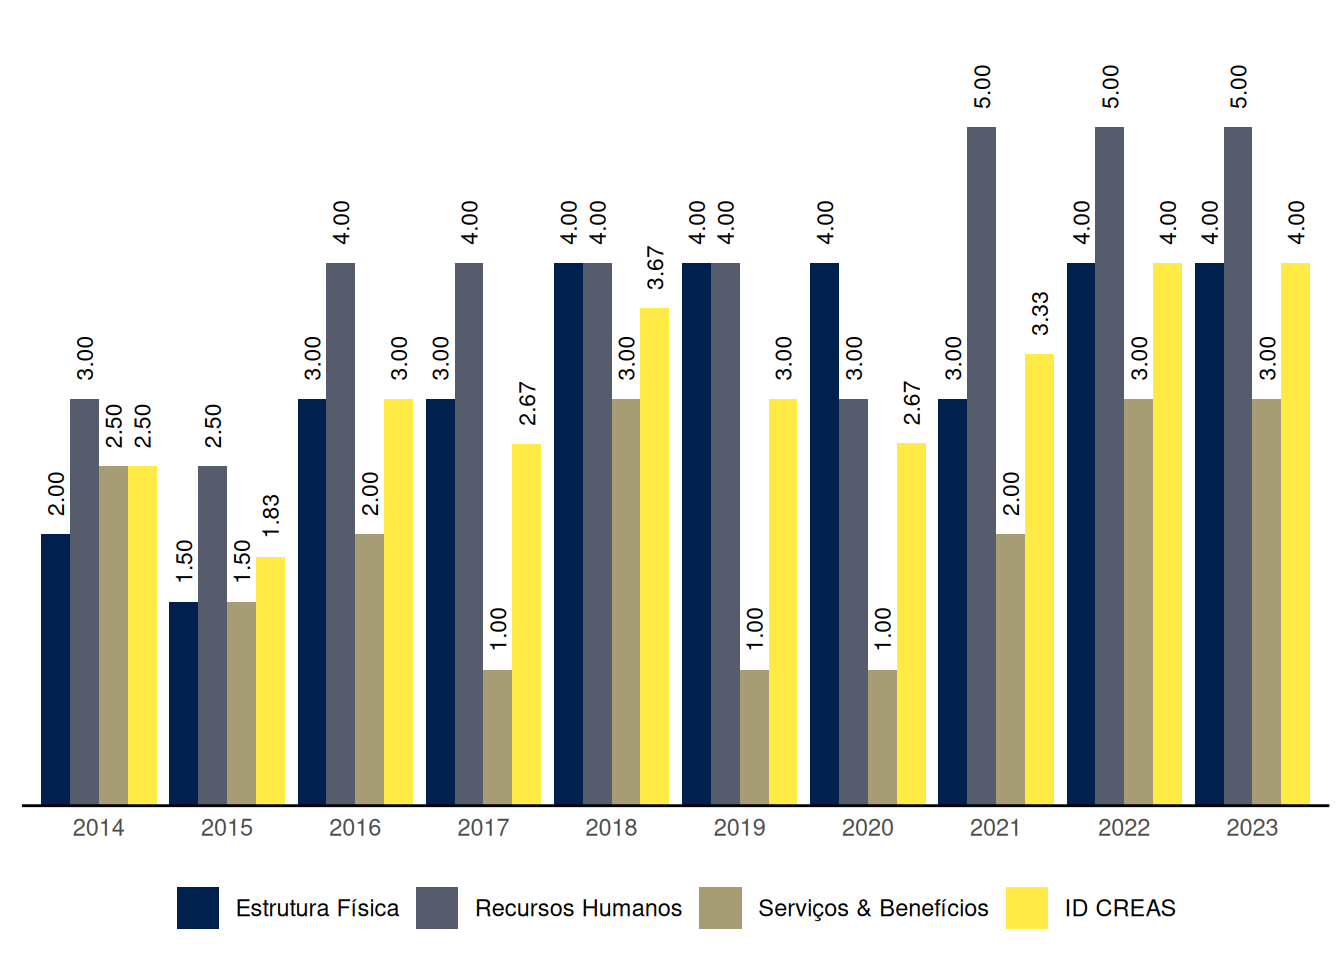 5.00 5.00 5.00
4.00 4.00 4.00 4.00 4.00 4.00 4.00 4.00 4.00 4.00 4.00
3.67
3.33
3.00 3.00 3.00 3.00 3.00 3.00 3.00 3.00 3.00 3.00
2.50 2.50 2.67 2.67
2.50
2.00 2.00 2.00
1.83
1.50 1.50
1.00 1.00 1.00
2014 2015 2016 2017 2018 2019 2020 2021 2022 2023
Estrutura Física Recursos Humanos Serviços & Benefícios ID CREAS